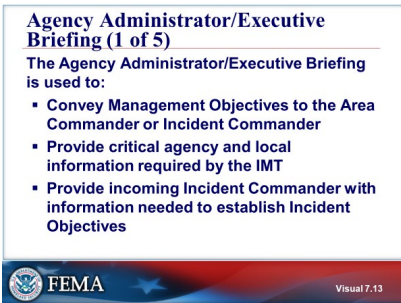 Agency Administrator/Executive
Briefing (1 of 5)
The Agency Administrator/Executive Briefing
is used to:
▪ Convey Management Objectives to the Area
Commander or Incident Commander
▪ Provide critical agency and local
information required by the IMT
▪ Provide incoming Incident Commander with
information needed to establish Incident
Objectives
FEMA
Visual 7.13